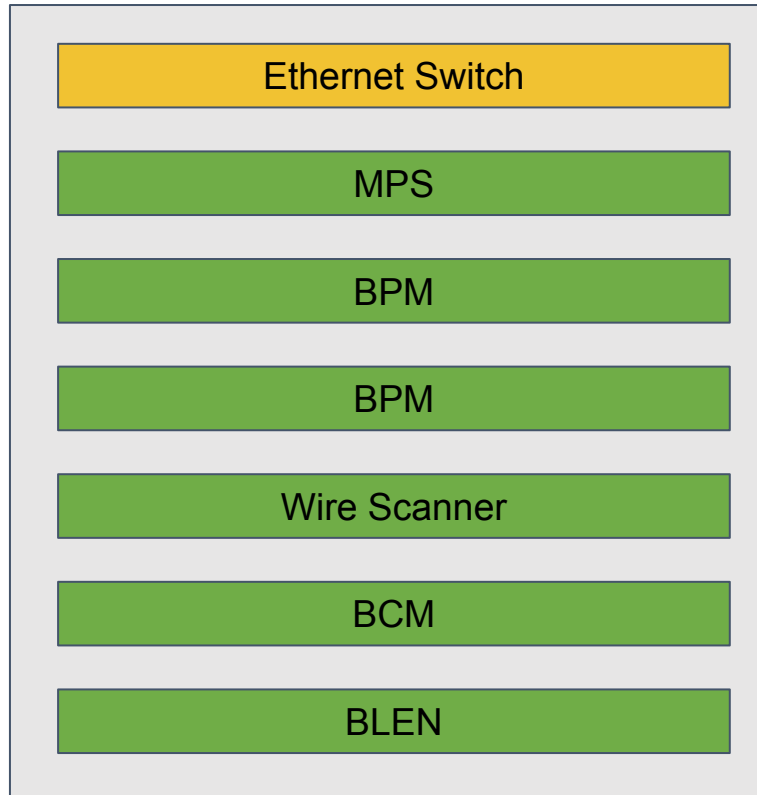 Ethernet Switch
MPS
BPM
BPM
Wire Scanner
BCM
BLEN